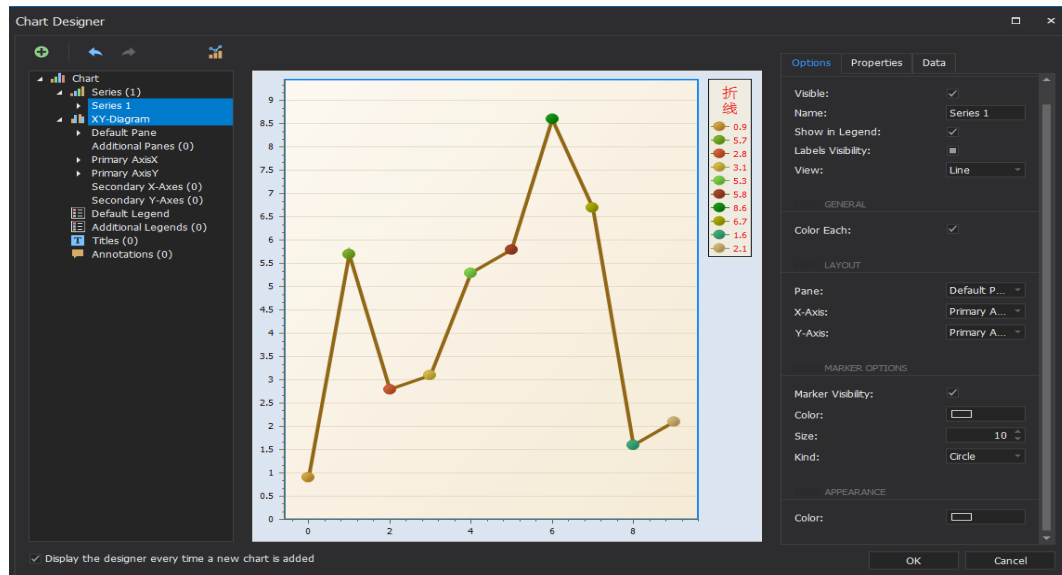 Chart Designer
Chart
Series (1)
Series 1
XY-Diagram
Default Pane
Additional Panes (0)
Primary AxisX
Primary AxisY
Secondary X-Axes (0)
Secondary Y-Axes (0)
Default Legend
Additional Legends (0)
Titles (0)
Annotations (0)
9
8.5
8
7.5
7
6.5
6
5.5
5
4.5
4
3.5
3
2.5
2
1.5
1
0.5
0
0 2 4 6 8
折
线
0.9
5.7
2.8
3.1
5.3
5.8
8.6
6.7
1.6
2.1
Options Properties Data
Visible:
Name: Series 1
Show in Legend:
Labels Visibility:
View: Line
GENERAL
Color Each:
LAYOUT
Pane: Default P...
X-Axis: Primary A...
Y-Axis: Primary A...
MARKER OPTIONS
Marker Visibility:
Color:
Size: 10
Kind: Circle
APPEARANCE
Color:
Display the designer every time a new chart is added
OK Cancel